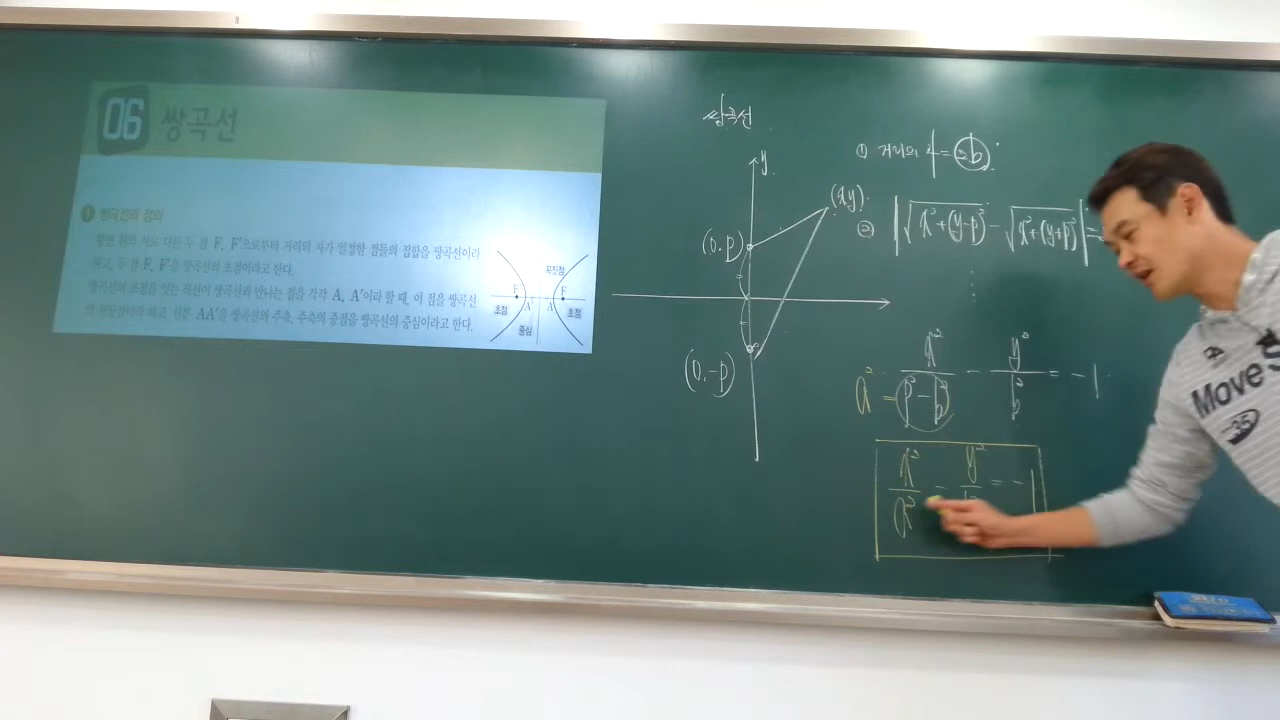 06 쌍곡선
1 쌍곡선의 정의
평면 위의 서로 다른 두 점 F, F′으로부터 거리의 차가 일정한 점들의 집합을 쌍곡선이라
하고, 두 점 F, F′을 쌍곡선의 초점이라고 한다.
쌍곡선의 초점을 잇는 직선이 쌍곡선과 만나는 점을 각각 A, A′이라 할 때, 이 점을 쌍곡선
의 꼭짓점이라 하고, 선분 AA′을 쌍곡선의 주축, 주축의 중점을 쌍곡선의 중심이라고 한다.
꼭짓점
F A′ A F
초점 중심 초점
쌍곡선
y
(x,y)
(0, p)
(0, -p)
① 거리의 차 = 2b
② |√x²+(y-p)² - √x²+(y+p)²| =
x²/p²-b² - y²/b² = -1
a² =
x²/a² - y² = -1
Move S
35